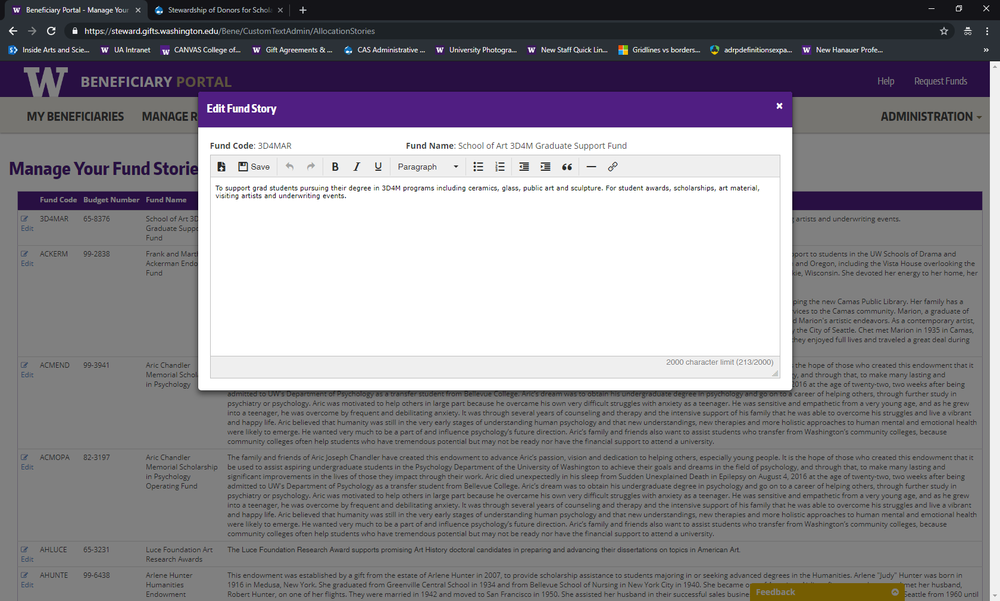 Beneficiary Portal - Manage Your
Stewardship of Donors for Schola
https://steward.gifts.washington.edu/Bene/CustomTextAdmin/AllocationStories
Inside Arts and Scie...
UA Intranet
CANVAS College of...
Gift Agreements & ...
CAS Administrative ...
University Photogra...
New Staff Quick Lin...
Gridlines vs borders...
adrpdefinitionsexpa...
New Hanauer Profe...
W BENEFICIARY PORTAL
Help
Request Funds
MY BENEFICIARIES
MANAGE R
ADMINISTRATION
Edit Fund Story
Fund Code: 3D4MAR
Fund Name: School of Art 3D4M Graduate Support Fund
Save
B I U
Paragraph
To support grad students pursuing their degree in 3D4M programs including ceramics, glass, public art and sculpture. For student awards, scholarships, art material,
visiting artists and underwriting events.
2000 character limit (213/2000)
Manage Your Fund Storie
Fund Code Budget Number Fund Name
Edit
3D4MAR
65-8376
School of Art 3D
Graduate Suppo
Fund
artists and underwriting events.
Edit
ACKERM
99-2838
Frank and Mart
Ackerman Endo
Fund
port to students in the UW Schools of Drama and
and Oregon, including the Vista House overlooking the
kie, Wisconsin. She devoted her energy to her home, her
ping the new Camas Public Library. Her family has a
vices to the Camas community. Marion, a graduate of
d Marion's artistic endeavors. As a contemporary artist,
y the City of Seattle. Chet met Marion in 1935 in Camas,
they enjoyed full lives and traveled a great deal during
Edit
ACMEND
99-3941
Aric Chandler
Memorial Schol
in Psychology
s the hope of those who created this endowment that it
y, and through that, to make many lasting and
2016 at the age of twenty-two, two weeks after being
admitted to UW's Department of Psychology as a transfer student from Bellevue College. Aric's dream was to obtain his undergraduate degree in psychology and go on to a career of helping others, through further study in
psychiatry or psychology. Aric was motivated to help others in large part because he overcame his own very difficult struggles with anxiety as a teenager. He was sensitive and empathetic from a very young age, and as he grew
into a teenager, he was overcome by frequent and debilitating anxiety. It was through several years of counseling and therapy and the intensive support of his family that he was able to overcome his struggles and live a vibrant
and happy life. Aric believed that humanity was still in the very early stages of understanding human psychology and that new understandings, new therapies and more holistic approaches to human mental and emotional health
were likely to emerge. He wanted very much to be a part of and influence psychology's future direction. Aric's family and friends also want to assist students who transfer from Washington's community colleges, because
community colleges often help students who have tremendous potential but may not be ready nor have the financial support to attend a university.
Edit
ACMOPA
82-3197
Aric Chandler
Memorial Scholarship
in Psychology
Operating Fund
The family and friends of Aric Joseph Chandler have created this endowment to advance Aric's passion, vision and dedication to helping others, especially young people. It is the hope of those who created this endowment that it
be used to assist aspiring undergraduate students in the Psychology Department of the University of Washington to achieve their goals and dreams in the field of psychology, and through that, to make many lasting and
significant improvements in the lives of those they impact through their work. Aric died unexpectedly in his sleep from Sudden Unexplained Death in Epilepsy on August 4, 2016 at the age of twenty-two, two weeks after being
admitted to UW's Department of Psychology as a transfer student from Bellevue College. Aric's dream was to obtain his undergraduate degree in psychology and go on to a career of helping others, through further study in
psychiatry or psychology. Aric was motivated to help others in large part because he overcame his own very difficult struggles with anxiety as a teenager. He was sensitive and empathetic from a very young age, and as he grew
into a teenager, he was overcome by frequent and debilitating anxiety. It was through several years of counseling and therapy and the intensive support of his family that he was able to overcome his struggles and live a vibrant
and happy life. Aric believed that humanity was still in the very early stages of understanding human psychology and that new understandings, new therapies and more holistic approaches to human mental and emotional health
were likely to emerge. He wanted very much to be a part of and influence psychology's future direction. Aric's family and friends also want to assist students who transfer from Washington's community colleges, because
community colleges often help students who have tremendous potential but may not be ready nor have the financial support to attend a university.
Edit
AHLUCE
65-3231
Luce Foundation Art
Research Awards
The Luce Foundation Research Award supports promising Art History doctoral candidates in preparing and advancing their dissertations on topics in American Art.
Edit
AHUNTE
99-6438
Arlene Hunter
Humanities
Endowment
This endowment was established by a gift from the estate of Arlene Hunter in 2007, to provide scholarship assistance to students majoring in or seeking advanced degrees in the Humanities. Arlene "Judy" Hunter was born in
1916 in Medusa, New York. She graduated from Greenville Central School in 1934 and from Bellevue School of Nursing in New York City in 1940. She became o met her husband,
Robert Hunter, on one of her flights. They were married in 1942 and moved to San Francisco in 1950. She assisted her husband in their successful sales busine Seattle from 1960 until
Feedback